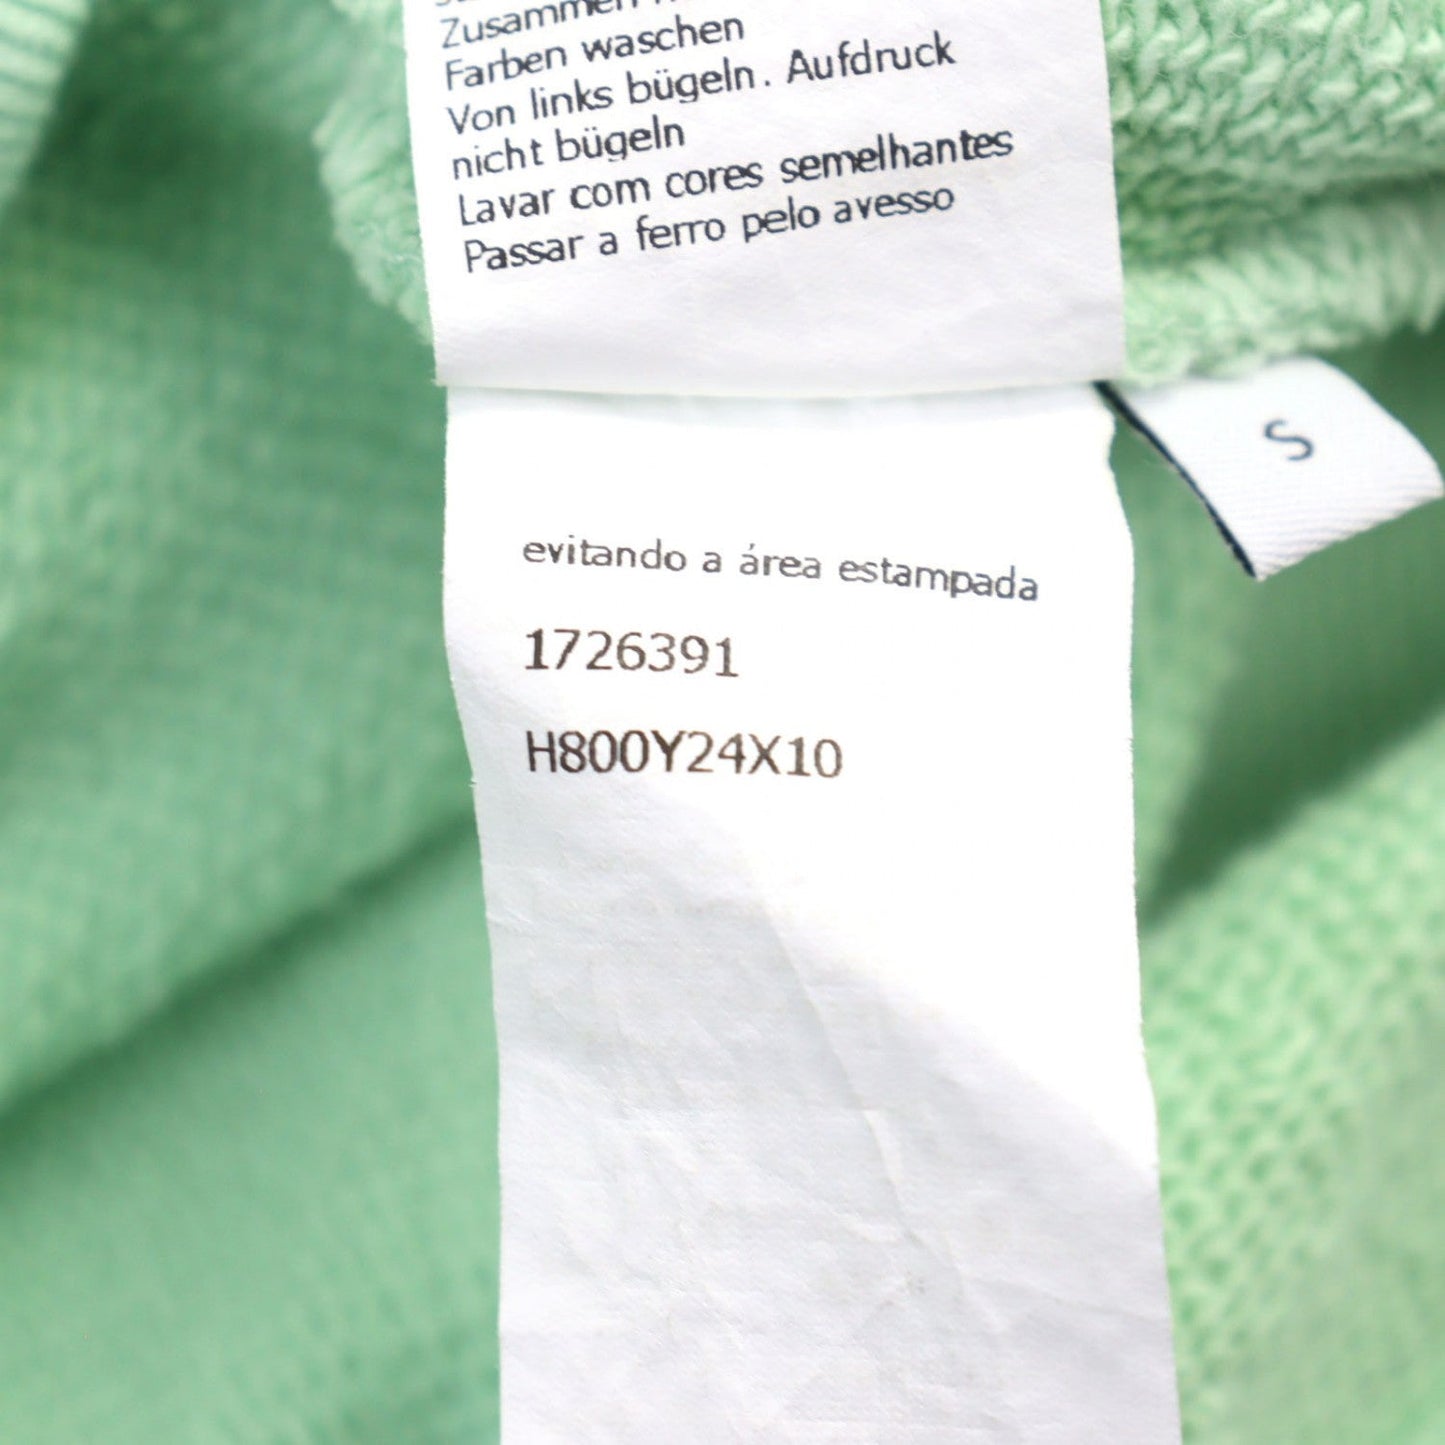 Zusammen
Farben waschen
Von links bügeln. Aufdruck
nicht bügeln
Lavar com cores semelhantes
Passar a ferro pelo avesso
S
evitando a área estampada
1726391
H800Y24X10